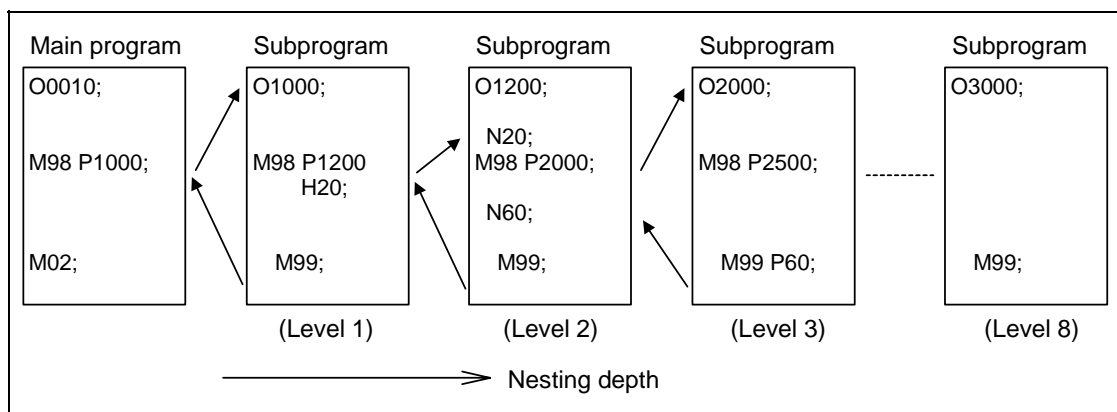 Main program
O0010;
M98 P1000;
M02;
Subprogram
O1000;
M98 P1200
H20;
M99;
(Level 1)
Subprogram
O1200;
N20;
M98 P2000;
N60;
M99;
(Level 2)
Subprogram
O2000;
M98 P2500;
M99 P60;
(Level 3)
Subprogram
O3000;
M99;
(Level 8)
Nesting depth